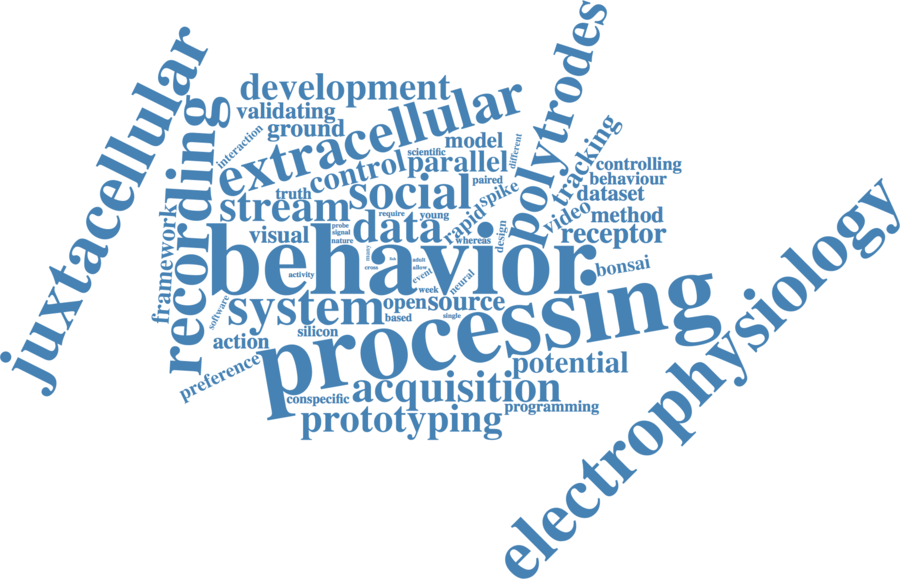 juxtacellular
recording
development
validating
ground
interaction
extracellular
polytrodes
scientific
model
different
control
parallel
tracking
controlling
behaviour
dataset
truth
social
paired
spike
stream
require
young
rapid
video
method
receptor
framework
visual
probe
signal
nature
data
whereas
design
behavior
many
cross
adult
allow
event
neural
activity
week
bonsai
software
system
open
source
based
single
processing
silicon
action
preference
potential
acquisition
conspecific
prototyping
programming
electrophysiology